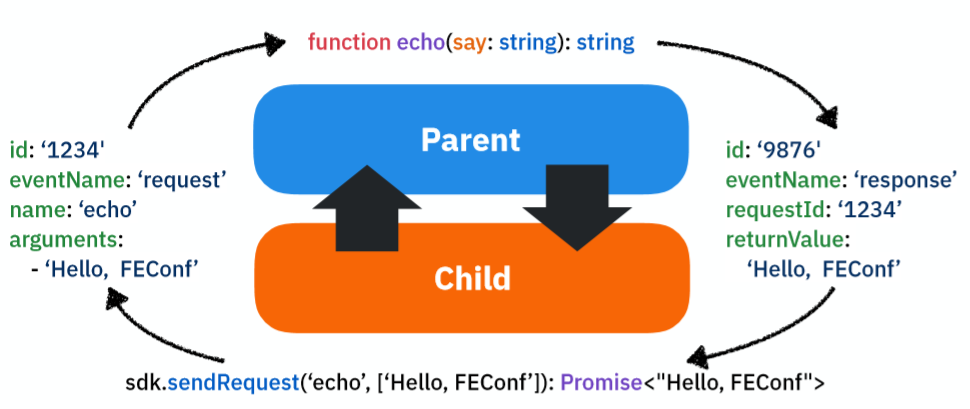 function echo(say: string): string
Parent
id: ‘1234'
eventName: ‘request’
name: ‘echo’
arguments:
- ‘Hello, FEConf’
id: ‘9876'
eventName: ‘response’
requestId: ‘1234’
returnValue:
‘Hello, FEConf’
Child
sdk.sendRequest(‘echo’, [‘Hello, FEConf’]): Promise<"Hello, FEConf">